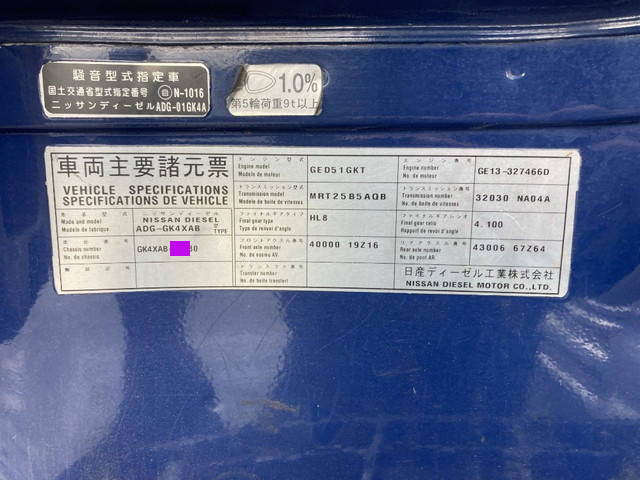 騒音型式指定車
国土交通省型式指定番号 N-1016
ニッサンディーゼル ADG-01GK4A
1.0%
第5輪荷重9t以上
車両主要諸元票
VEHICLE SPECIFICATIONS
SPECIFICATIONS DE VEHICLE
車名型式
Make and model
Modele de fabrique
ニッサンディーゼル
NISSAN DIESEL
ADG-GK4XAB 型 TYPE
車台番号
Chassis number
No. de chassis
GK4XAB
エンジン型式
Engine model
Modele de moteur
GED51GKT
エンジン番号
Engine number
No. de moteur
GE13-327466D
トランスミッション型式
Transmission model
Modele de boite de vitesses
MRT25B5AQB
トランスミッション番号
Transmission number
No. de boite de vitesses
32030 NA04A
ファイナルギアタイプ
Final gear type
Type de renvoi d'angle
HL8
ファイナルギアレシオ
Final gear ratio
Rapport de renvoi d'angle
4.100
フロントアクスル番号
Front axle number
No. de essieu AV.
40000 19Z16
リアアクスル番号
Rear axle number
No. de pont AR.
43006 67Z64
Transfer number
No. de boite transfert
日産ディーゼル工業株式会社
NISSAN DIESEL MOTOR CO.,LTD.